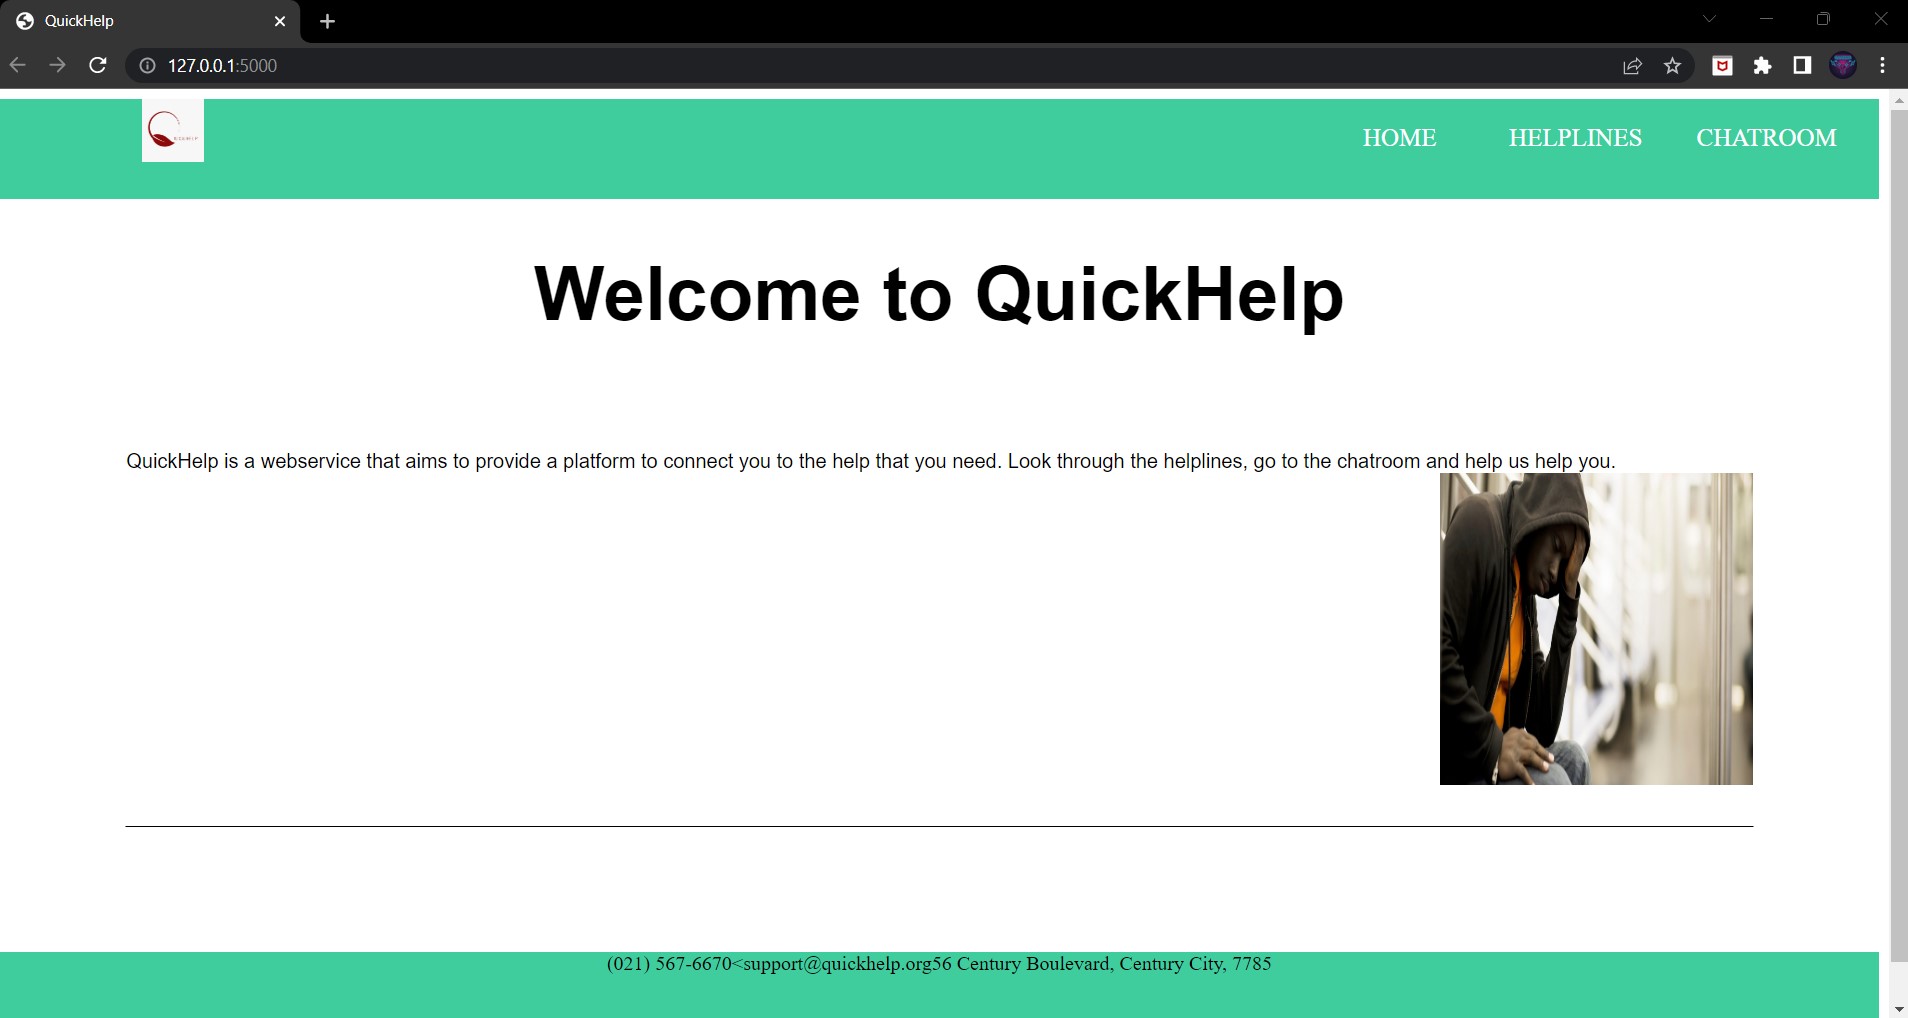 QuickHelp
127.0.0.1:5000
HOME HELPLINES CHATROOM
Welcome to QuickHelp
QuickHelp is a webservice that aims to provide a platform to connect you to the help that you need. Look through the helplines, go to the chatroom and help us help you.
(021) 567-6670<support@quickhelp.org56 Century Boulevard, Century City, 7785